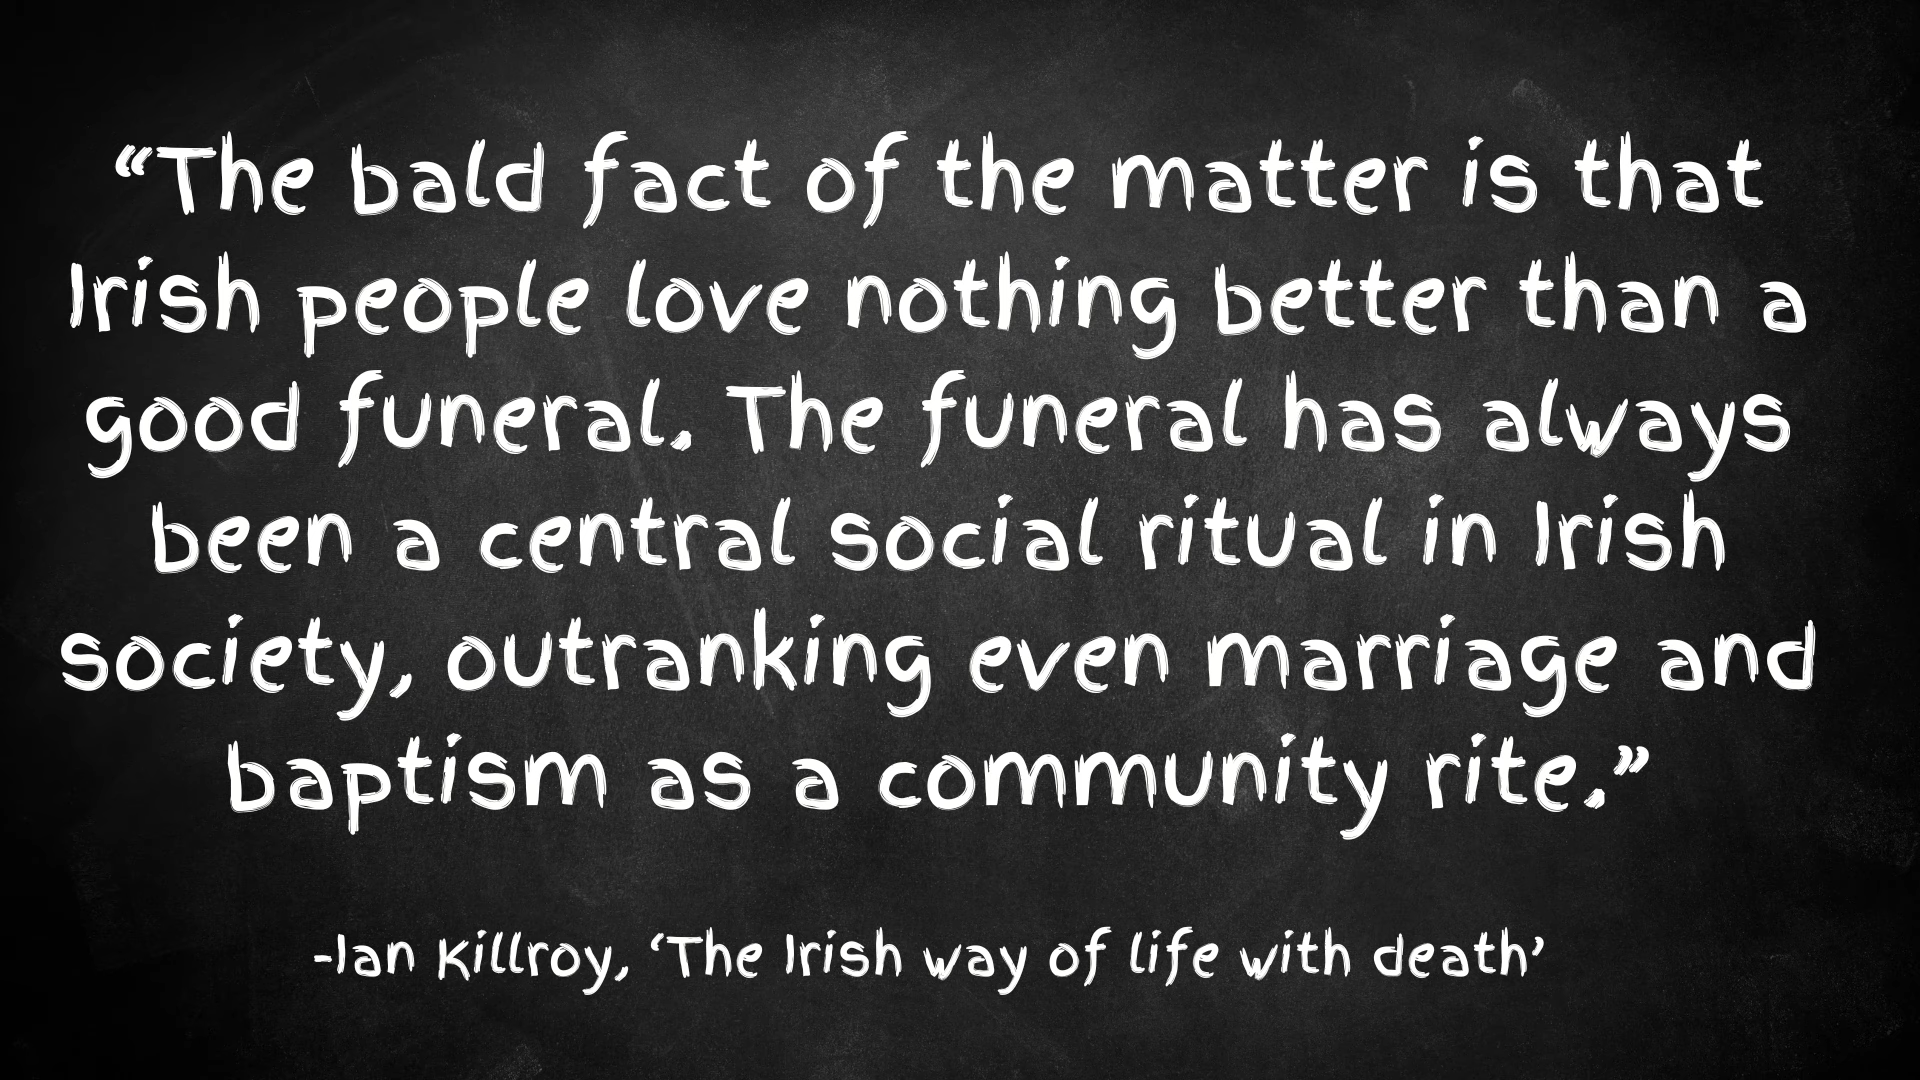 “The bald fact of the matter is that
Irish people love nothing better than a
good funeral. The funeral has always
been a central social ritual in Irish
society, outranking even marriage and
baptism as a community rite.”
-Ian Killroy, ‘The Irish way of life with death’